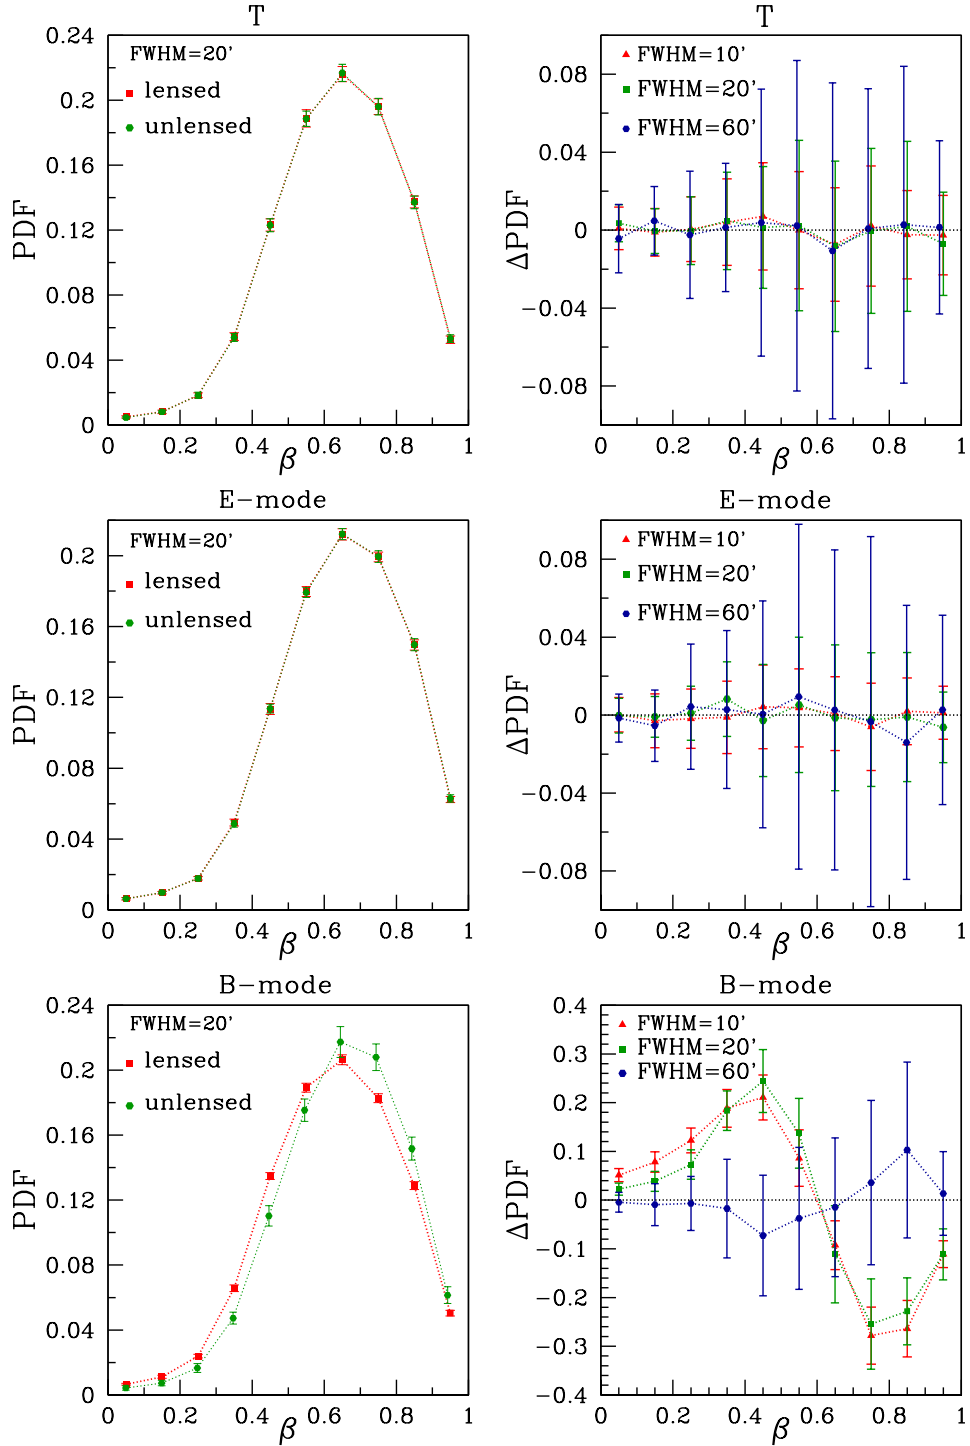 T
0.24
0.2
0.16
0.12
0.08
0.04
0
PDF
FWHM=20'
lensed
unlensed
0 0.2 0.4 0.6 0.8 1
β
T
0.08
0.04
0
−0.04
−0.08
ΔPDF
FWHM=10'
FWHM=20'
FWHM=60'
0 0.2 0.4 0.6 0.8 1
β
E−mode
0.2
0.16
0.12
0.08
0.04
0
PDF
FWHM=20'
lensed
unlensed
0 0.2 0.4 0.6 0.8 1
β
E−mode
0.08
0.04
0
−0.04
−0.08
ΔPDF
FWHM=10'
FWHM=20'
FWHM=60'
0 0.2 0.4 0.6 0.8 1
β
B−mode
0.24
0.2
0.16
0.12
0.08
0.04
0
PDF
FWHM=20'
lensed
unlensed
0 0.2 0.4 0.6 0.8 1
β
B−mode
0.4
0.3
0.2
0.1
0
−0.1
−0.2
−0.3
−0.4
ΔPDF
FWHM=10'
FWHM=20'
FWHM=60'
0 0.2 0.4 0.6 0.8 1
β